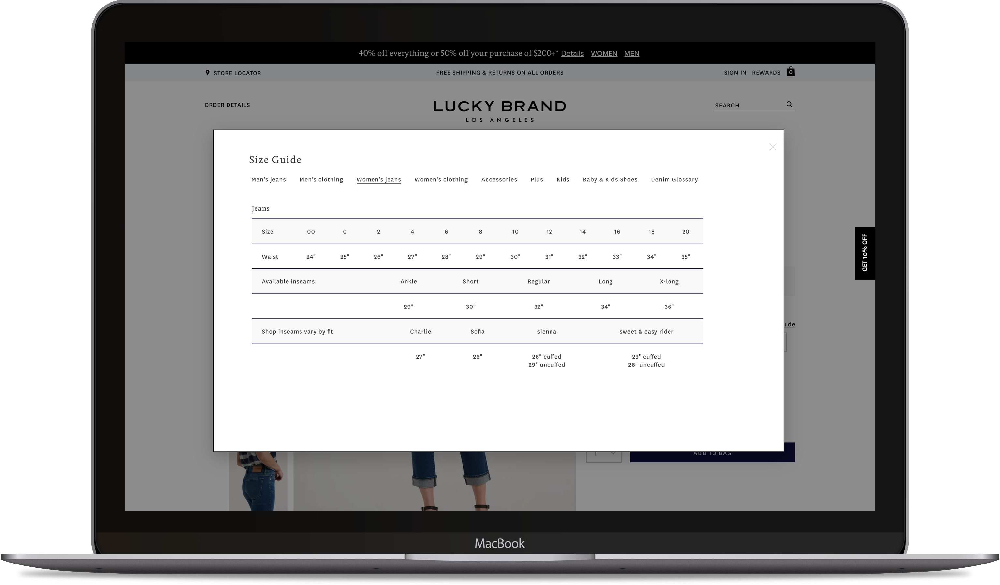 40% off everything or 50% off your purchase of $200+* Details WOMEN MEN
STORE LOCATOR FREE SHIPPING & RETURNS ON ALL ORDERS SIGN IN REWARDS 0
ORDER DETAILS
LUCKY BRAND
LOS ANGELES
SEARCH
Size Guide
Men's jeans Men's clothing Women's jeans Women's clothing Accessories Plus Kids Baby & Kids Shoes Denim Glossary
Jeans
Size 00 0 2 4 6 8 10 12 14 16 18 20
Waist 24" 25" 26" 27" 28" 29" 30" 31" 32" 33" 34" 35"
Available inseams Ankle Short Regular Long X-long
29" 30" 32" 34" 36"
Shop inseams vary by fit Charlie Sofia sienna sweet & easy rider
27" 26" 26" cuffed 23" cuffed
29" uncuffed 26" uncuffed
GET 10% OFF
uide
ADD TO BAG
MacBook